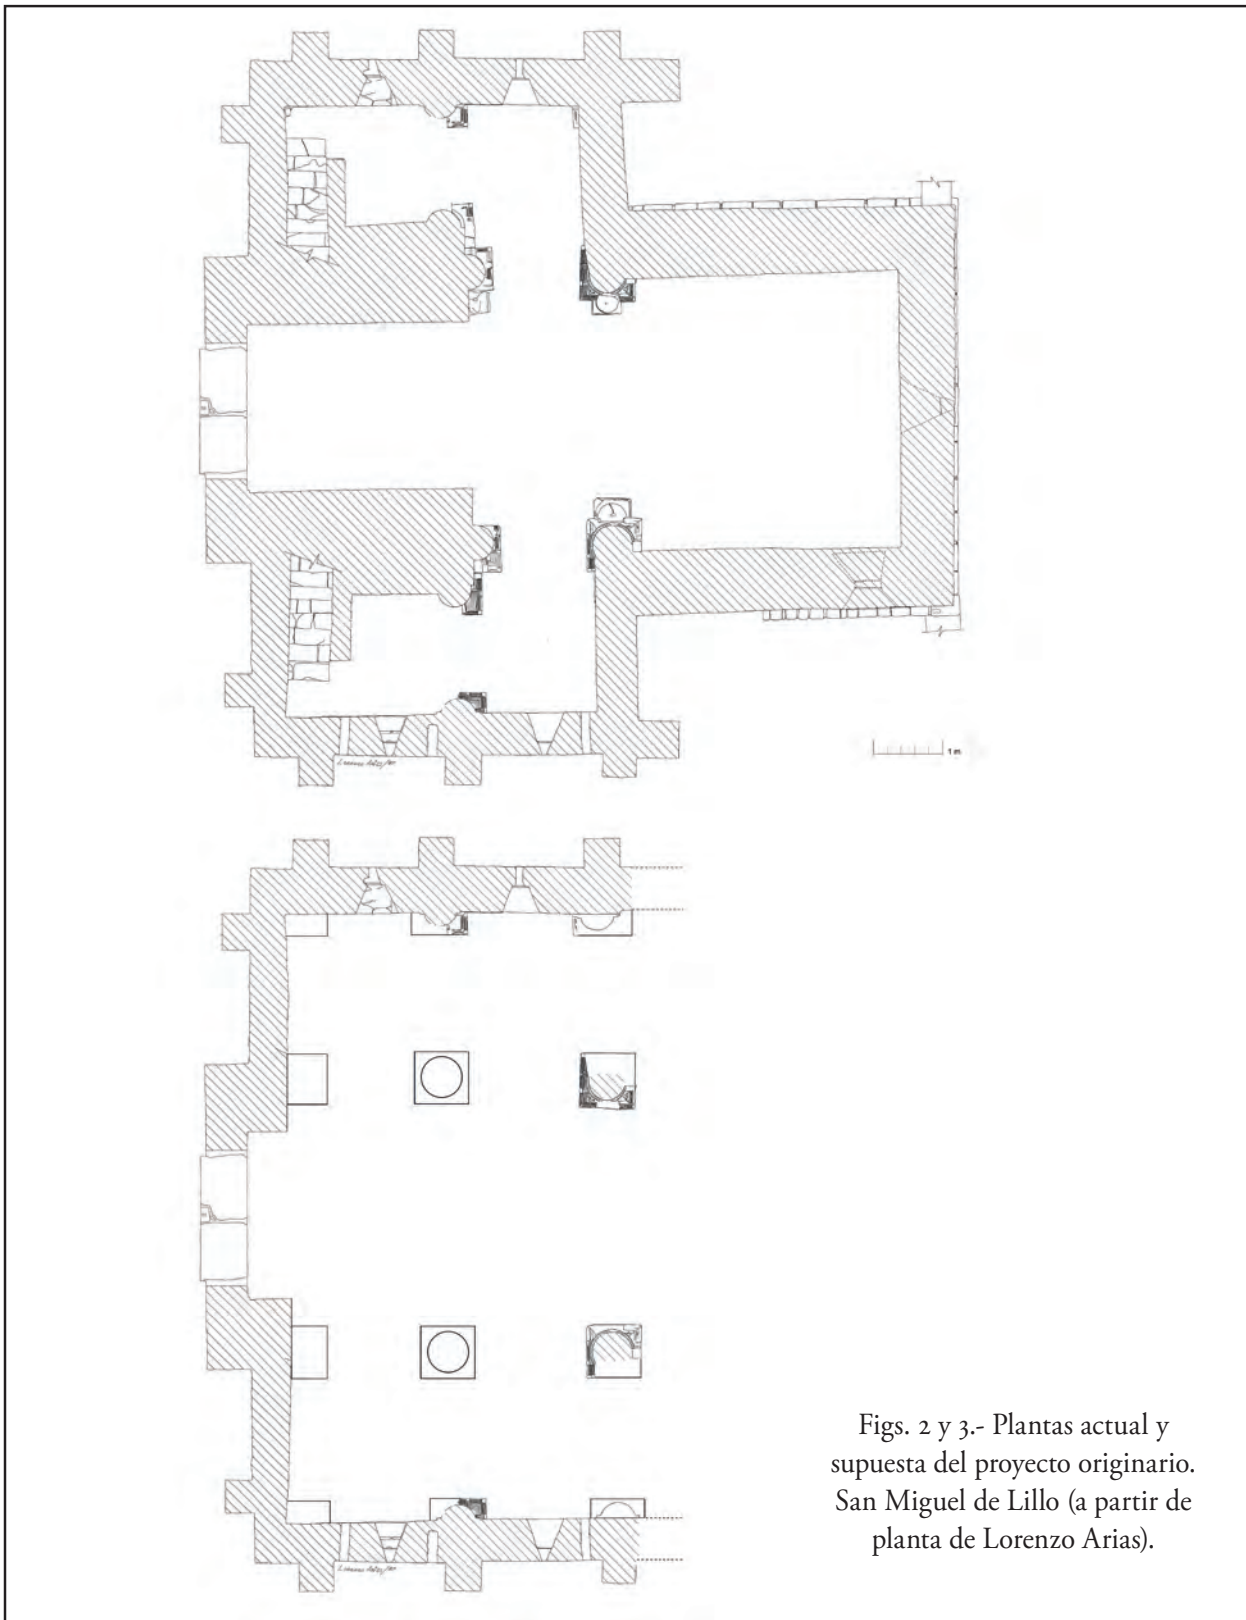 1 m
Figs. 2 y 3.- Plantas actual y
supuesta del proyecto originario.
San Miguel de Lillo (a partir de
planta de Lorenzo Arias).